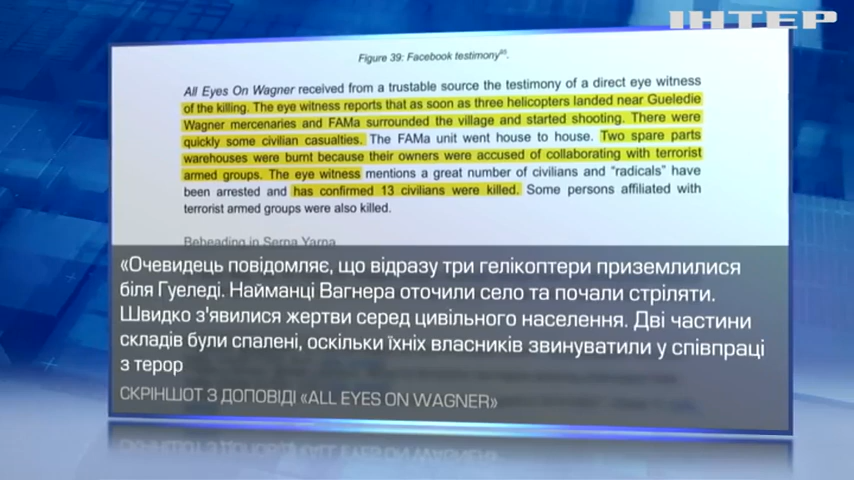 ІНТЕР
Figure 39: Facebook testimony
All Eyes On Wagner received from a trustable source the testimony of a direct eye witness
of the killing. The eye witness reports that as soon as three helicopters landed near Gueledie
Wagner mercenaries and FAMa surrounded the village and started shooting. There were
quickly some civilian casualties. The FAMa unit went house to house. Two spare parts
warehouses were burnt because their owners were accused of collaborating with terrorist
armed groups. The eye witness mentions a great number of civilians and “radicals” have
been arrested and has confirmed 13 civilians were killed. Some persons affiliated with
terrorist armed groups were also killed.
Beheading in Serna Yarna
«Очевидець повідомляє, що відразу три гелікоптери приземлилися
біля Гуеледі. Найманці Вагнера оточили село та почали стріляти.
Швидко з'явилися жертви серед цивільного населення. Дві частини
складів були спалені, оскільки їхніх власників звинуватили у співпраці
з терор
СКРІНШОТ З ДОПОВІДІ «ALL EYES ON WAGNER»